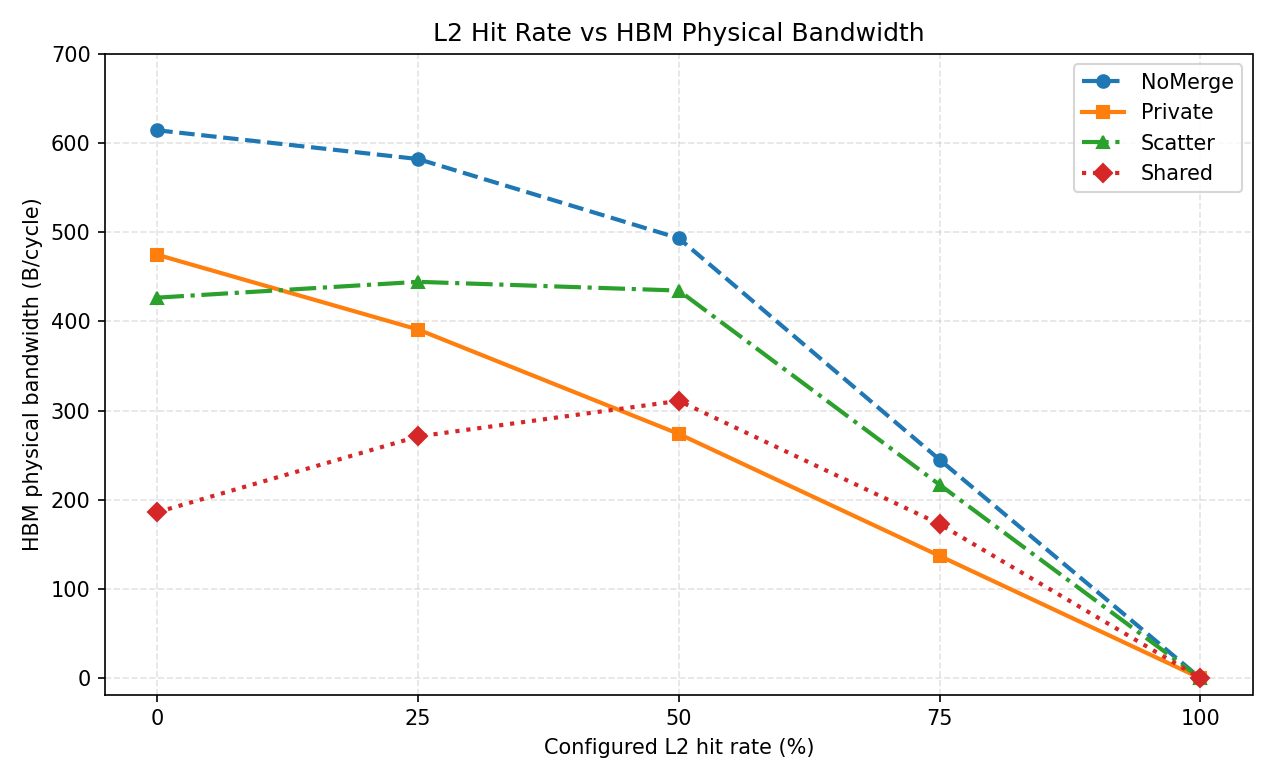 L2 Hit Rate vs HBM Physical Bandwidth
HBM physical bandwidth (B/cycle)
700
600
500
400
300
200
100
0
NoMerge
Private
Scatter
Shared
0 25 50 75 100
Configured L2 hit rate (%)